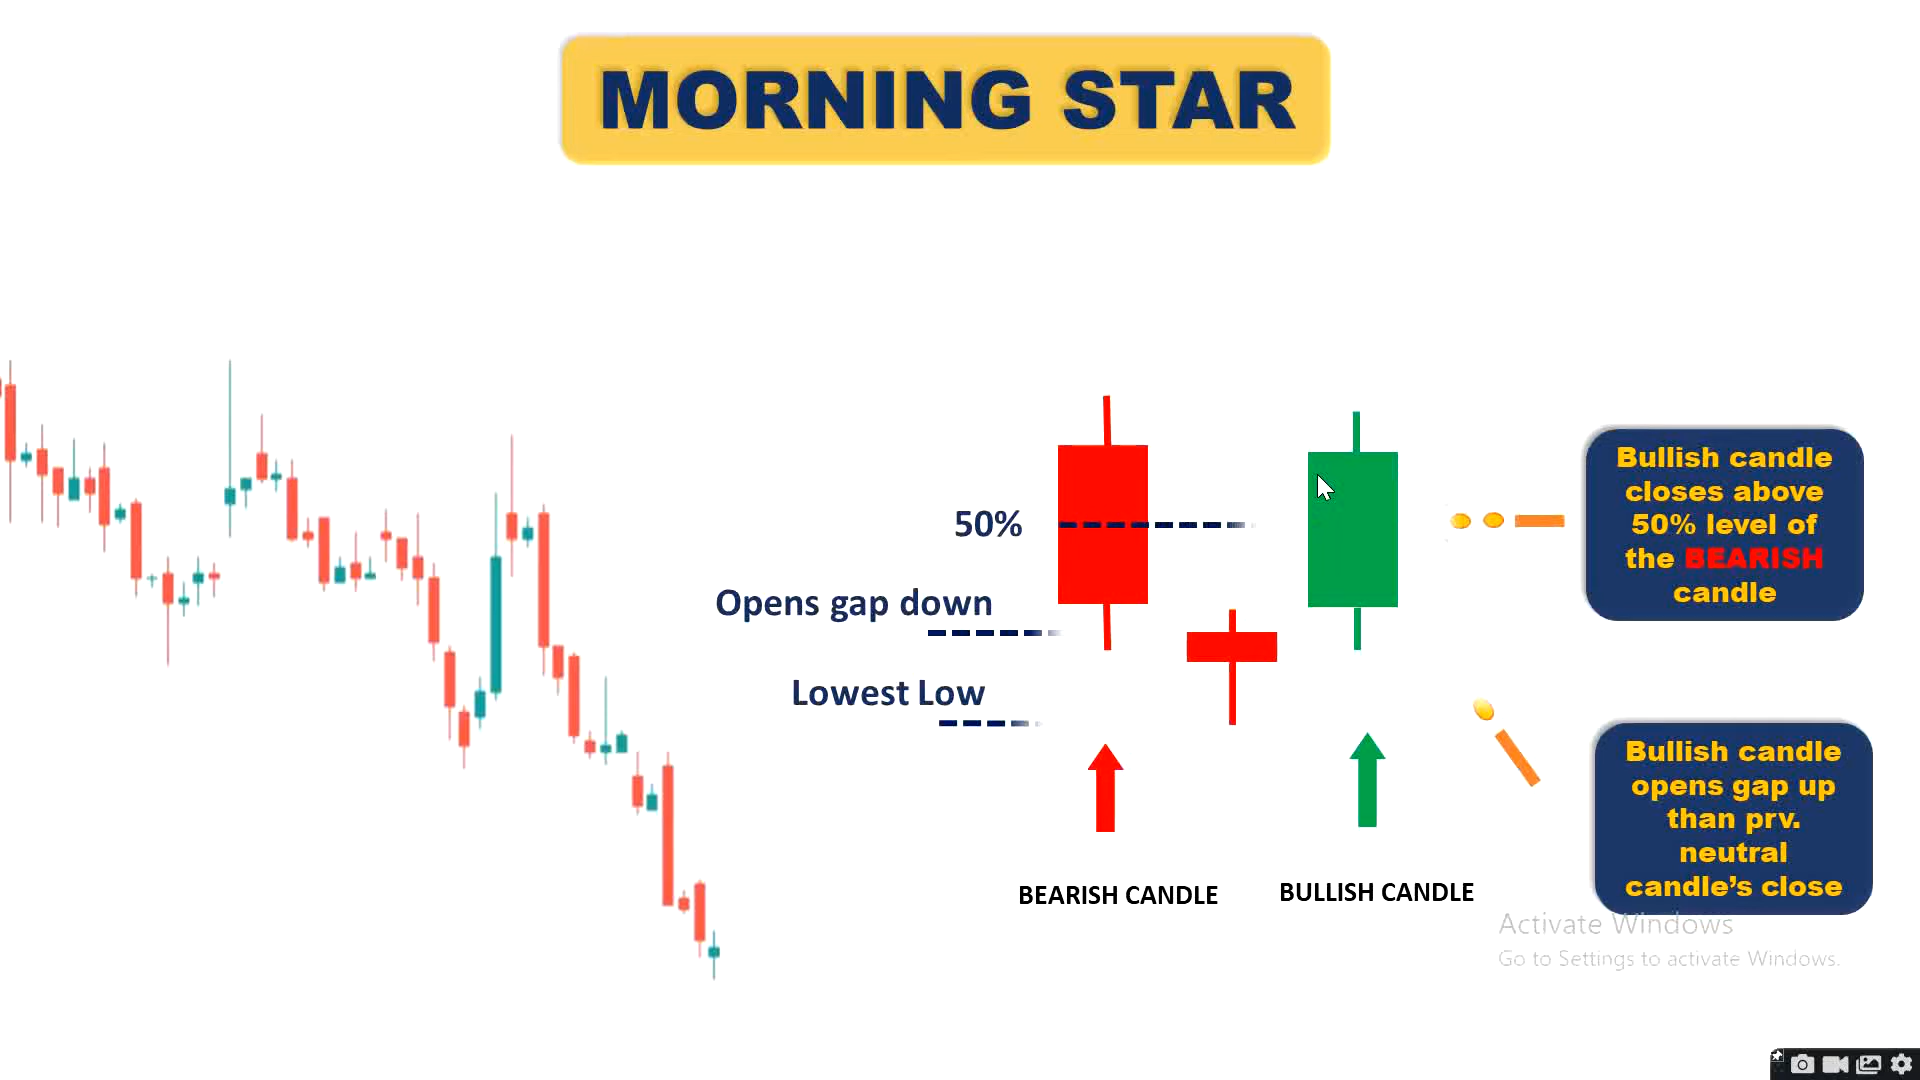 MORNING STAR
50%
Opens gap down
Lowest Low
BEARISH CANDLE
BULLISH CANDLE
Bullish candle
closes above
50% level of
the BEARISH
candle
Bullish candle
opens gap up
than prv.
neutral
candle's close
Activate Windows
Go to Settings to activate Windows.